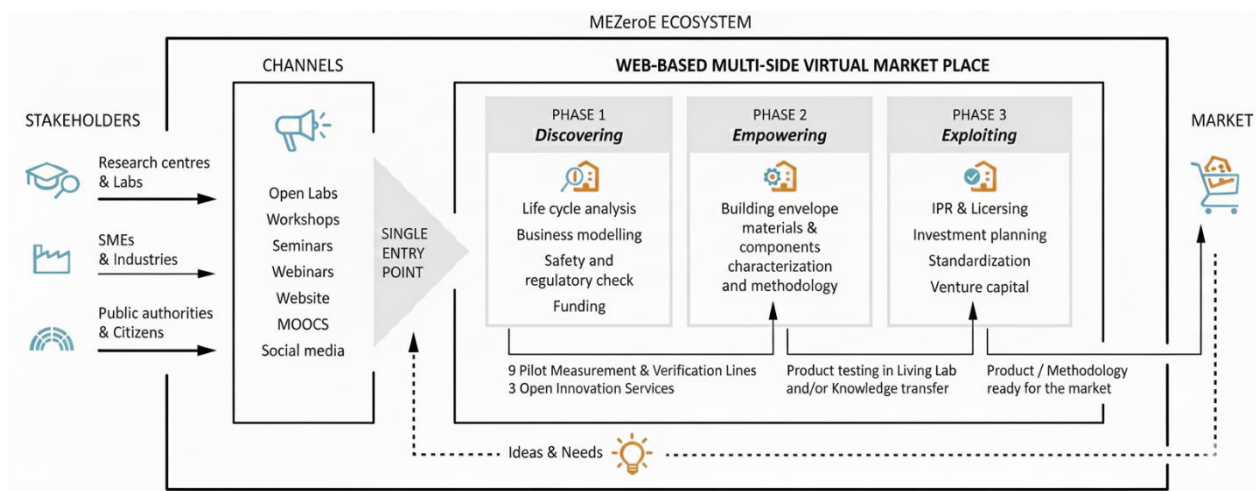 MEZeroE ECOSYSTEM
CHANNELS
WEB-BASED MULTI-SIDE VIRTUAL MARKET PLACE
STAKEHOLDERS
Research centres
& Labs
SMEs
& Industries
Public authorities
& Citizens
Open Labs
Workshops
Seminars
Webinars
Website
MOOCS
Social media
SINGLE
ENTRY
POINT
PHASE 1
Discovering
Life cycle analysis
Business modelling
Safety and
regulatory check
Funding
PHASE 2
Empowering
Building envelope
materials &
components
characterization
and methodology
PHASE 3
Exploiting
IPR & Licersing
Investment planning
Standardization
Venture capital
MARKET
9 Pilot Measurement & Verification Lines
3 Open Innovation Services
Product testing in Living Lab
and/or Knowledge transfer
Product / Methodology
ready for the market
Ideas & Needs